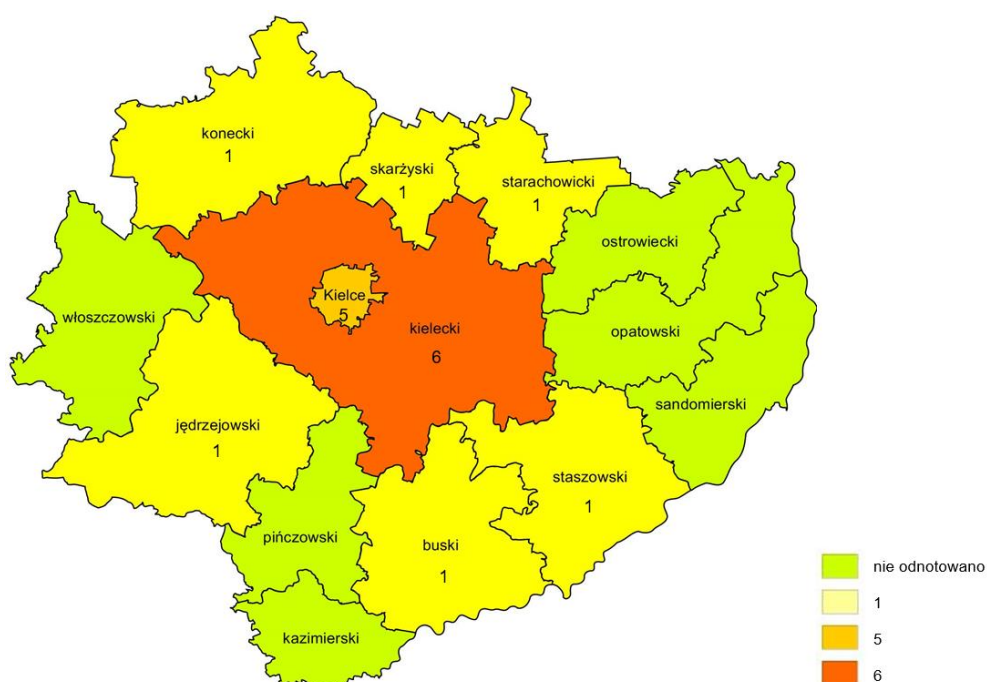 konecki
1
skarżyski
1
starachowicki
1
ostrowiecki
włoszczowski
Kielce
5
kielecki
6
opatowski
sandomierski
jędrzejowski
1
staszowski
1
pińczowski
buski
1
kazimierski
nie odnotowano
1
5
6